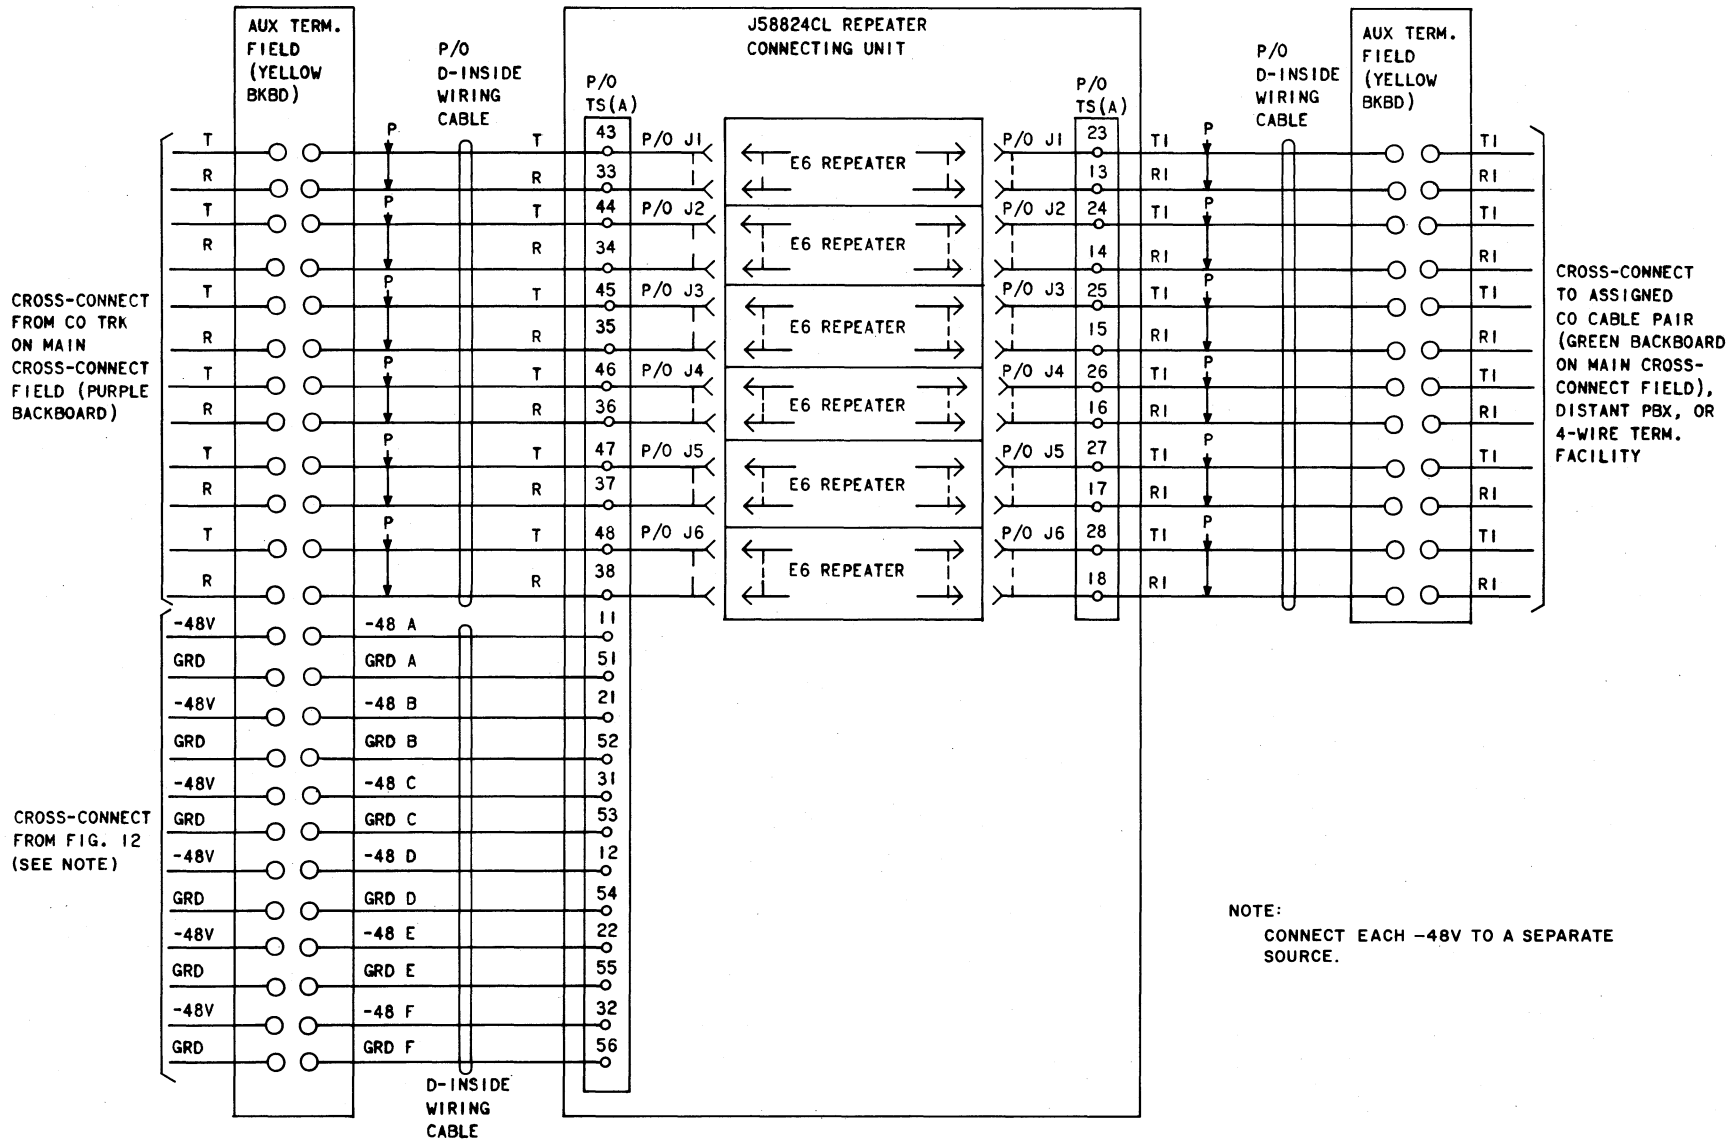 AUX TERM.
FIELD
(YELLOW
BKBD)
P/O
D-INSIDE
WIRING
CABLE
J58824CL REPEATER
CONNECTING UNIT
P/O
TS(A)
P/O
TS(A)
P/O
D-INSIDE
WIRING
CABLE
AUX TERM.
FIELD
(YELLOW
BKBD)
T P T 43 P/O J1 E6 REPEATER P/O J1 23 T1 P T1
R R 33 13 R1 R1
T P T 44 P/O J2 E6 REPEATER P/O J2 24 T1 P T1
R R 34 14 R1 R1
T P T 45 P/O J3 E6 REPEATER P/O J3 25 T1 P T1
R R 35 15 R1 R1
T P T 46 P/O J4 E6 REPEATER P/O J4 26 T1 P T1
R R 36 16 R1 R1
T P T 47 P/O J5 E6 REPEATER P/O J5 27 T1 P T1
R R 37 17 R1 R1
T P T 48 P/O J6 E6 REPEATER P/O J6 28 T1 P T1
R R 38 18 R1 R1
CROSS-CONNECT
FROM CO TRK
ON MAIN
CROSS-CONNECT
FIELD (PURPLE
BACKBOARD)
CROSS-CONNECT
TO ASSIGNED
CO CABLE PAIR
(GREEN BACKBOARD
ON MAIN CROSS-
CONNECT FIELD),
DISTANT PBX, OR
4-WIRE TERM.
FACILITY
-48V -48 A 11
GRD GRD A 51
-48V -48 B 21
GRD GRD B 52
-48V -48 C 31
GRD GRD C 53
-48V -48 D 12
GRD GRD D 54
-48V -48 E 22
GRD GRD E 55
-48V -48 F 32
GRD GRD F 56
CROSS-CONNECT
FROM FIG. 12
(SEE NOTE)
D-INSIDE
WIRING
CABLE
NOTE:
CONNECT EACH -48V TO A SEPARATE
SOURCE.